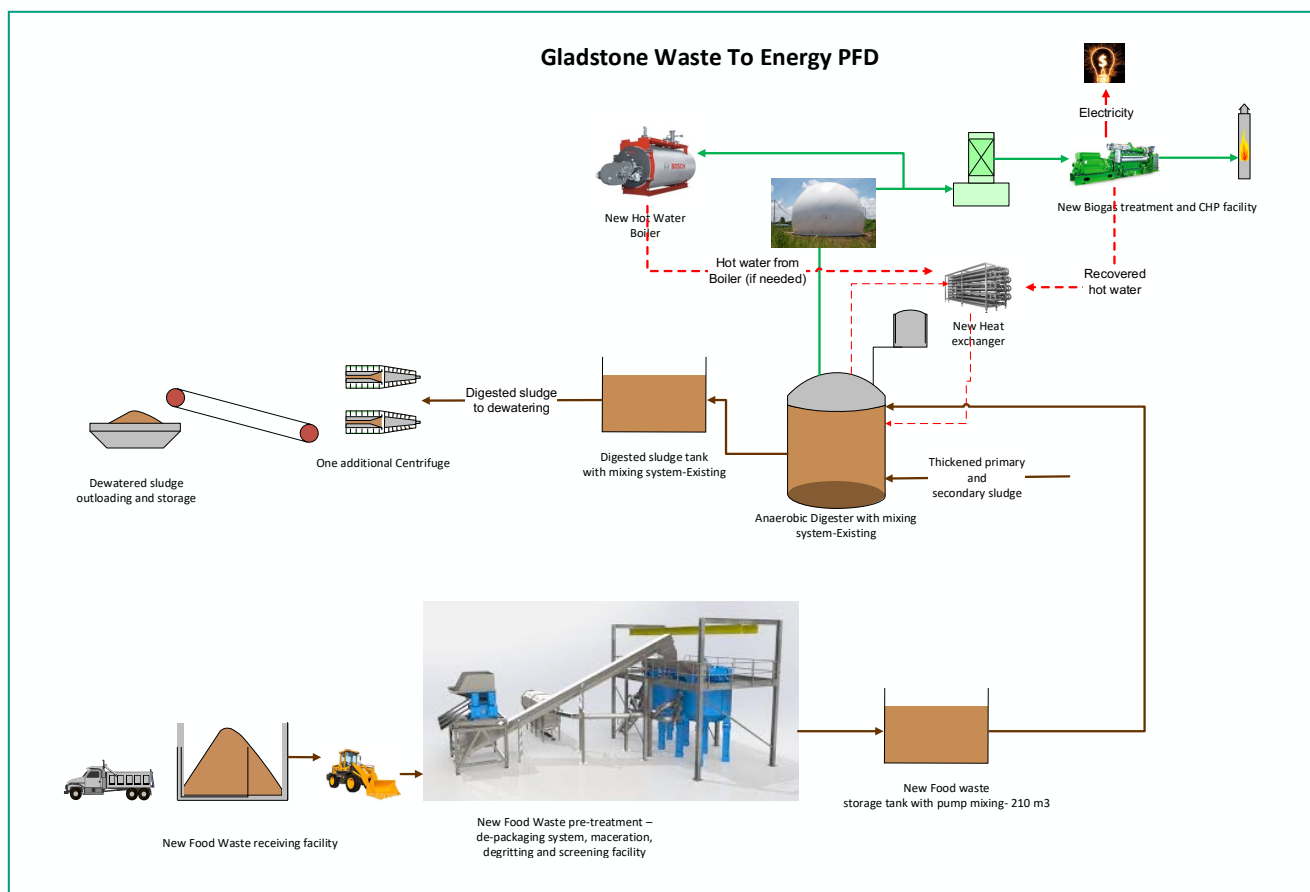 Gladstone Waste To Energy PFD
$
Electricity
BOSCH
New Hot Water
Boiler
New Biogas treatment and CHP facility
Hot water from
Boiler (if needed)
Recovered
hot water
New Heat
exchanger
Digested sludge
to dewatering
One additional Centrifuge
Digested sludge tank
with mixing system-Existing
Thickened primary
and
secondary sludge
Dewatered sludge
outloading and storage
Anaerobic Digester with mixing
system-Existing
New Food waste
storage tank with pump mixing- 210 m3
New Food Waste receiving facility
New Food Waste pre-treatment –
de-packaging system, maceration,
degritting and screening facility